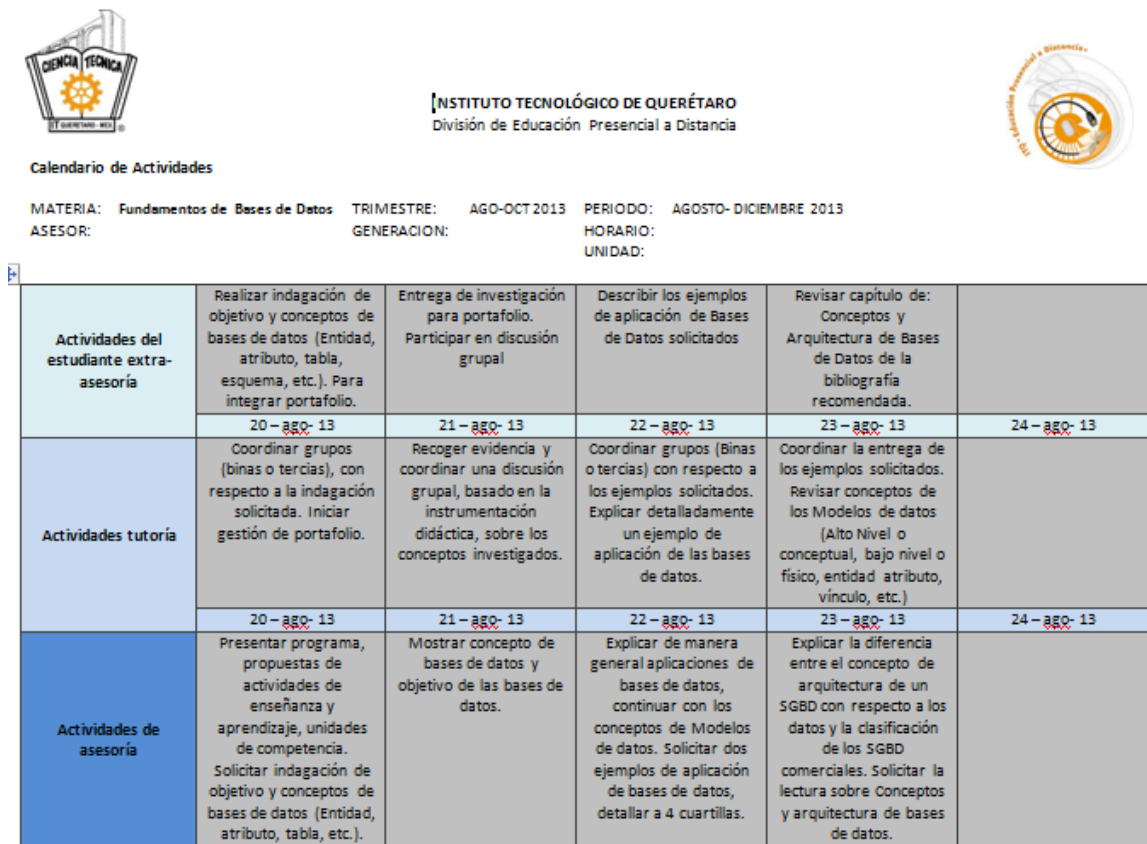 CIENCIA TECNICA
IT QUERETARO - MEX. ®
ITQ • Educación Presencial a Distancia •
INSTITUTO TECNOLÓGICO DE QUERÉTARO
División de Educación Presencial a Distancia
Calendario de Actividades
MATERIA: Fundamentos de Bases de Datos TRIMESTRE: AGO-OCT 2013 PERIODO: AGOSTO- DICIEMBRE 2013
ASESOR: GENERACION: HORARIO:
UNIDAD:
Actividades del
estudiante extra-
asesoría
Realizar indagación de
objetivo y conceptos de
bases de datos (Entidad,
atributo, tabla,
esquema, etc.). Para
integrar portafolio.
Entrega de investigación
para portafolio.
Participar en discusión
grupal
Describir los ejemplos
de aplicación de Bases
de Datos solicitados
Revisar capítulo de:
Conceptos y
Arquitectura de Bases
de Datos de la
bibliografía
recomendada.
20 – ago- 13 21 – ago- 13 22 – ago- 13 23 – ago- 13 24 – ago- 13
Actividades tutoría
Coordinar grupos
(binas o tercias), con
respecto a la indagación
solicitada. Iniciar
gestión de portafolio.
Recoger evidencia y
coordinar una discusión
grupal, basado en la
instrumentación
didáctica, sobre los
conceptos investigados.
Coordinar grupos (Binas
o tercias) con respecto a
los ejemplos solicitados.
Explicar detalladamente
un ejemplo de
aplicación de las bases
de datos.
Coordinar la entrega de
los ejemplos solicitados.
Revisar conceptos de
los Modelos de datos
(Alto Nivel o
conceptual, bajo nivel o
físico, entidad atributo,
vínculo, etc.)
20 – ago- 13 21 – ago- 13 22 – ago- 13 23 – ago- 13 24 – ago- 13
Actividades de
asesoría
Presentar programa,
propuestas de
actividades de
enseñanza y
aprendizaje, unidades
de competencia.
Solicitar indagación de
objetivo y conceptos de
bases de datos (Entidad,
atributo, tabla, etc.).
Mostrar concepto de
bases de datos y
objetivo de las bases de
datos.
Explicar de manera
general aplicaciones de
bases de datos,
continuar con los
conceptos de Modelos
de datos. Solicitar dos
ejemplos de aplicación
de bases de datos,
detallar a 4 cuartillas.
Explicar la diferencia
entre el concepto de
arquitectura de un
SGBD con respecto a los
datos y la clasificación
de los SGBD
comerciales. Solicitar la
lectura sobre Conceptos
y arquitectura de bases
de datos.